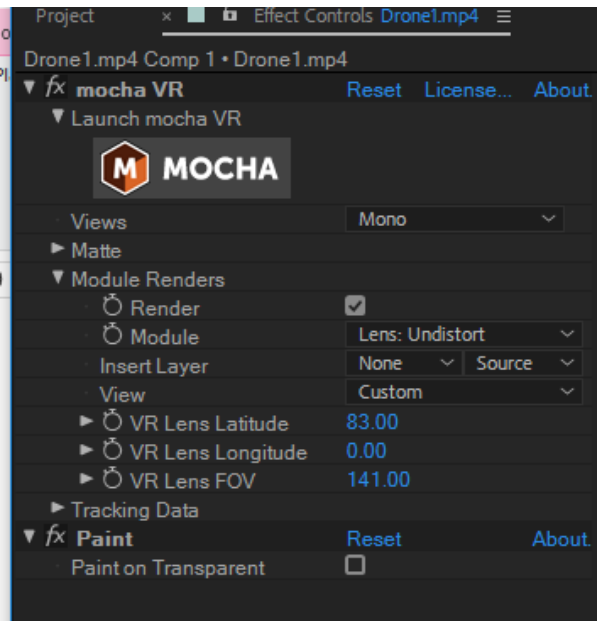 Project × Effect Controls Drone1.mp4
Drone1.mp4 Comp 1 • Drone1.mp4
fx mocha VR Reset License... About.
Launch mocha VR
M MOCHA
Views Mono
Matte
Module Renders
Render
Module Lens: Undistort
Insert Layer None Source
View Custom
VR Lens Latitude 83.00
VR Lens Longitude 0.00
VR Lens FOV 141.00
Tracking Data
fx Paint Reset About.
Paint on Transparent